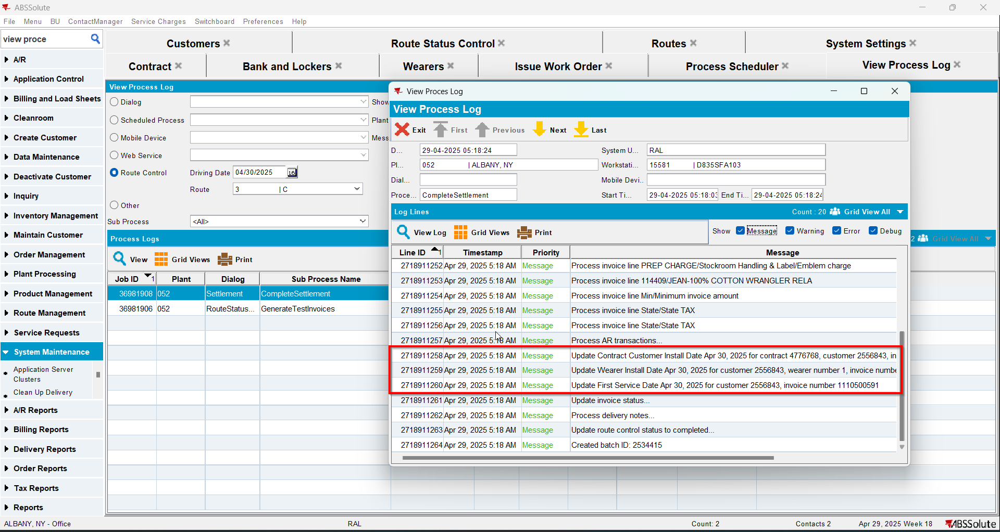 ABSSolute
File Menu BU ContactManager Service Charges Switchboard Preferences Help
view proce
Customers
Route Status Control
Routes
System Settings
Contract
Bank and Lockers
Wearers
Issue Work Order
Process Scheduler
View Process Log
A/R
Application Control
Billing and Load Sheets
Cleanroom
Create Customer
Data Maintenance
Deactivate Customer
Inquiry
Inventory Management
Maintain Customer
Order Management
Plant Processing
Product Management
Route Management
Service Requests
System Maintenance
Application Server
Clusters
Clean Up Delivery
A/R Reports
Billing Reports
Delivery Reports
Order Reports
Tax Reports
Reports
View Process Log
Dialog
Show
Scheduled Process
Plant
Mobile Device
Mess
Web Service
Route Control Driving Date 04/30/2025 16
Route 3 | C
Other
Sub Process <All>
Process Logs
2 Grid View All
View Grid Views Print
Job ID 1 Plant Dialog Sub Process Name
36981908 052 Settlement CompleteSettlement
36981906 052 RouteStatus... GenerateTestInvoices
View Proces Log
View Process Log
Exit First Previous Next Last
D... 29-04-2025 05:18:24 System U... RAL
Pl... 052 | ALBANY, NY Workstati... 15581 | D835SFA103
Dial... Mobile Devi..
Proce... CompleteSettlement Start Ti... 29-04-2025 05:18:03 End Ti... 29-04-2025 05:18:24
Log Lines Count : 20 Grid View All
View Log Grid Views Print Show Message Warning Error Debug
Line ID 1 Timestamp Priority Message
2718911252 Apr 29, 2025 5:18 AM Message Process invoice line PREP CHARGE/Stockroom Handling & Label/Emblem charge
2718911253 Apr 29, 2025 5:18 AM Message Process invoice line 114409/JEAN-100% COTTON WRANGLER RELA
2718911254 Apr 29, 2025 5:18 AM Message Process invoice line Min/Minimum invoice amount
2718911255 Apr 29, 2025 5:18 AM Message Process invoice line State/State TAX
2718911256 Apr 29, 2025 5:18 AM Message Process invoice line State/State TAX
2718911257 Apr 29, 2025 5:18 AM Message Process AR transactions...
2718911258 Apr 29, 2025 5:18 AM Message Update Contract Customer Install Date Apr 30, 2025 for contract 4776768, customer 2556843, in
2718911259 Apr 29, 2025 5:18 AM Message Update Wearer Install Date Apr 30, 2025 for customer 2556843, wearer number 1, invoice numbe
2718911260 Apr 29, 2025 5:18 AM Message Update First Service Date Apr 30, 2025 for customer 2556843, invoice number 1110500591
2718911261 Apr 29, 2025 5:18 AM Message Update invoice status...
2718911262 Apr 29, 2025 5:18 AM Message Process delivery notes...
2718911263 Apr 29, 2025 5:18 AM Message Update route control status to completed...
2718911264 Apr 29, 2025 5:18 AM Message Created batch ID: 2534415
ALBANY, NY - Office RAL Count: 2 Contacts 2 Apr 29, 2025 Week 18 ABSSolute